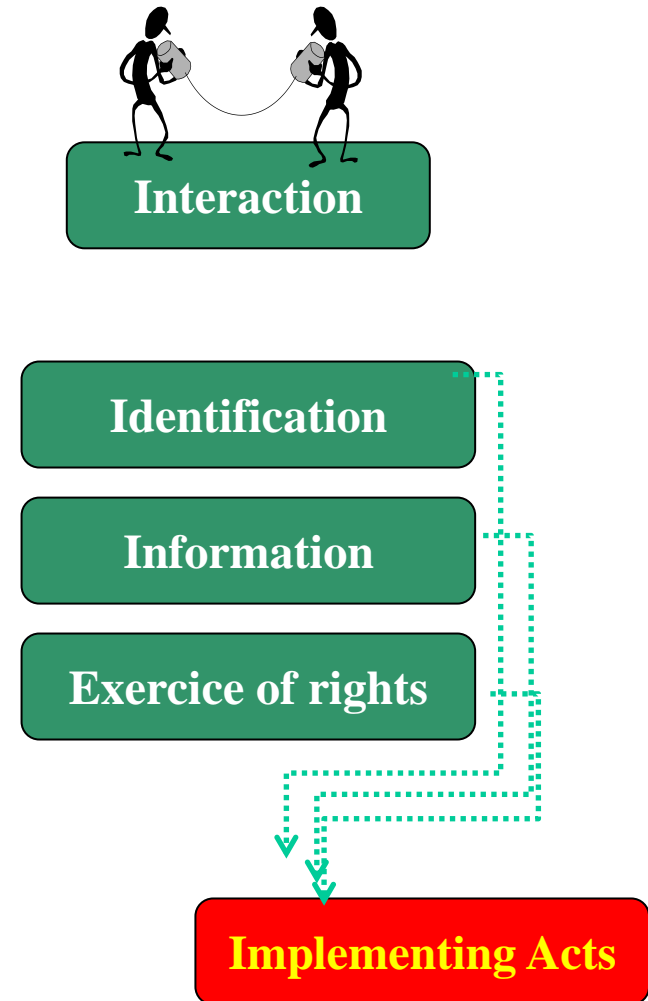 Interaction
Identification
Information
Exercice of rights
Implementing Acts